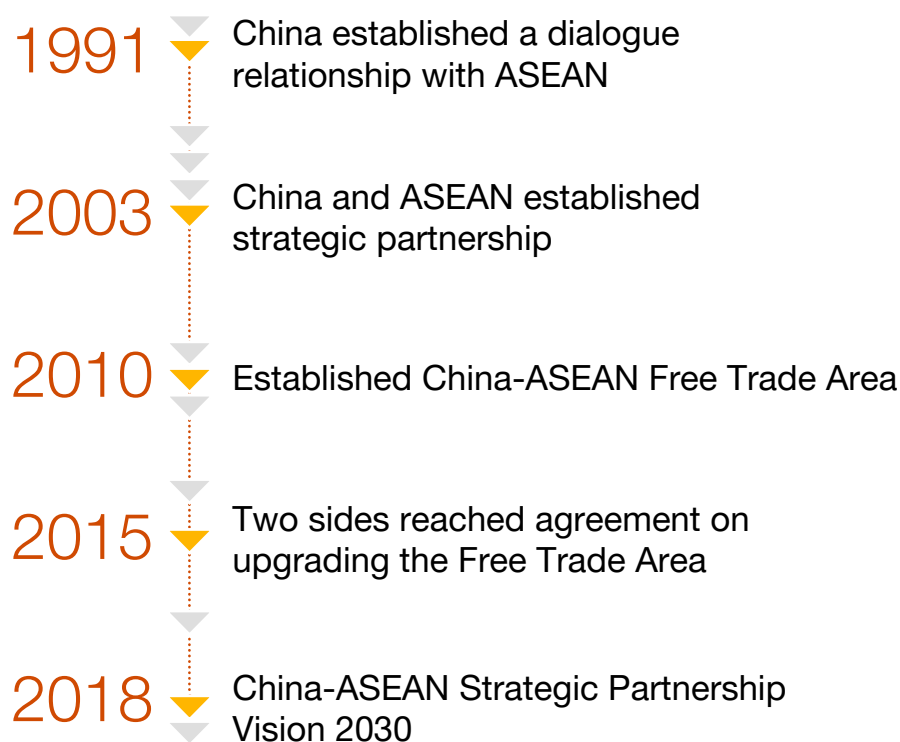 1991
China established a dialogue
relationship with ASEAN
2003
China and ASEAN established
strategic partnership
2010
Established China-ASEAN Free Trade Area
2015
Two sides reached agreement on
upgrading the Free Trade Area
2018
China-ASEAN Strategic Partnership
Vision 2030